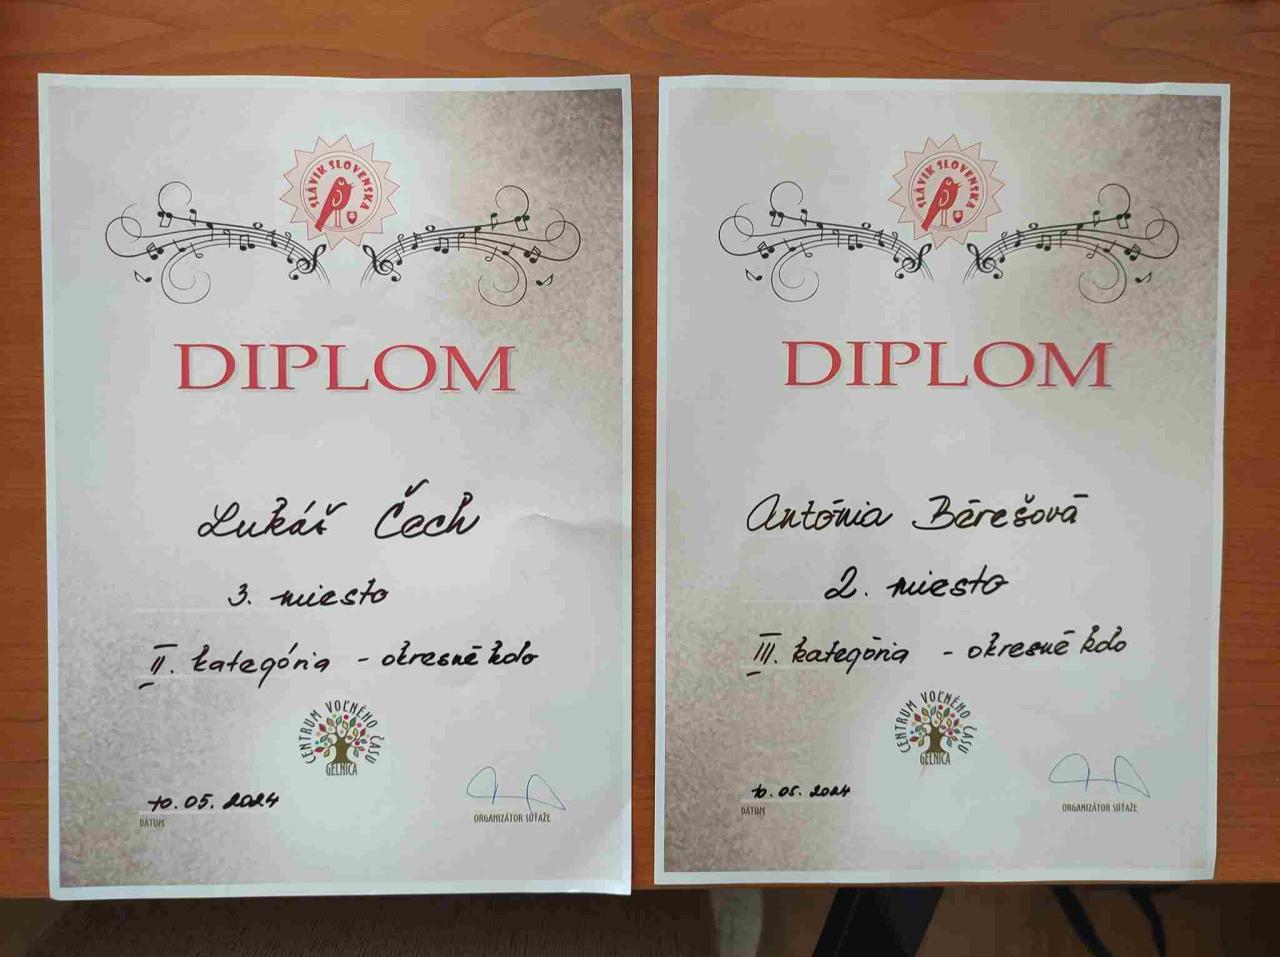 SLÁVIK SLOVENSKA
DIPLOM
Lukáš Čech
3. miesto
II. kategória - okresné kolo
CENTRUM VOĽNÉHO ČASU
GELNICA
10.05.2024
DÁTUM
ORGANIZÁTOR SÚŤAŽE
SLÁVIK SLOVENSKA
DIPLOM
Antónia Bérešová
2. miesto
III. kategória - okresné kolo
CENTRUM VOĽNÉHO ČASU
GELNICA
10.05.2024
DÁTUM
ORGANIZÁTOR SÚŤAŽE